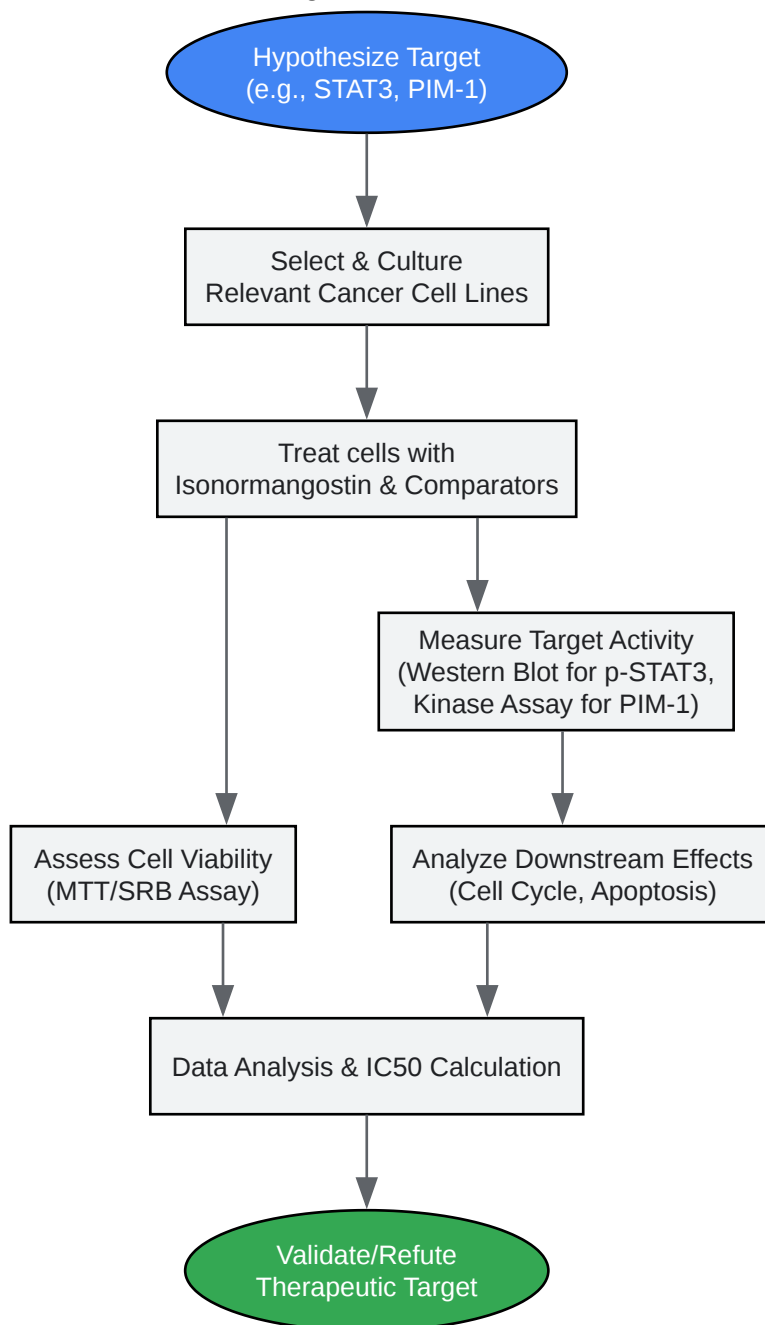 Hypothesize Target
(e.g., STAT3, PIM-1)
Select & Culture
Relevant Cancer Cell Lines
Treat cells with
Isonormangostin & Comparators
Measure Target Activity
(Western Blot for p-STAT3,
Kinase Assay for PIM-1)
Assess Cell Viability
(MTT/SRB Assay)
Analyze Downstream Effects
(Cell Cycle, Apoptosis)
Data Analysis & IC50 Calculation
Validate/Refute
Therapeutic Target